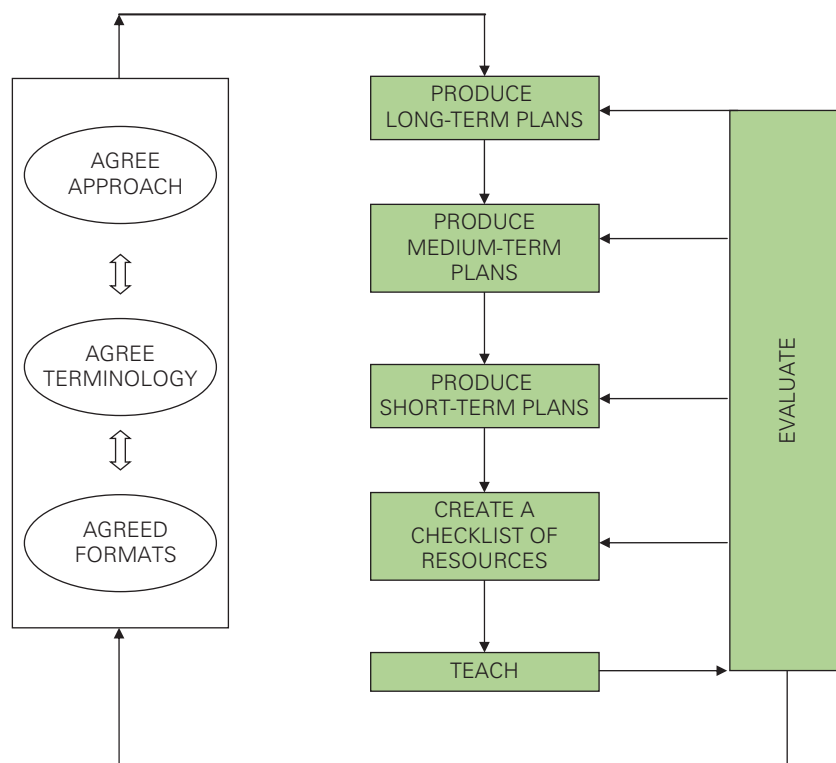 AGREE
APPROACH
AGREE
TERMINOLOGY
AGREED
FORMATS
PRODUCE
LONG-TERM PLANS
PRODUCE
MEDIUM-TERM
PLANS
PRODUCE
SHORT-TERM PLANS
CREATE A
CHECKLIST OF
RESOURCES
TEACH
EVALUATE